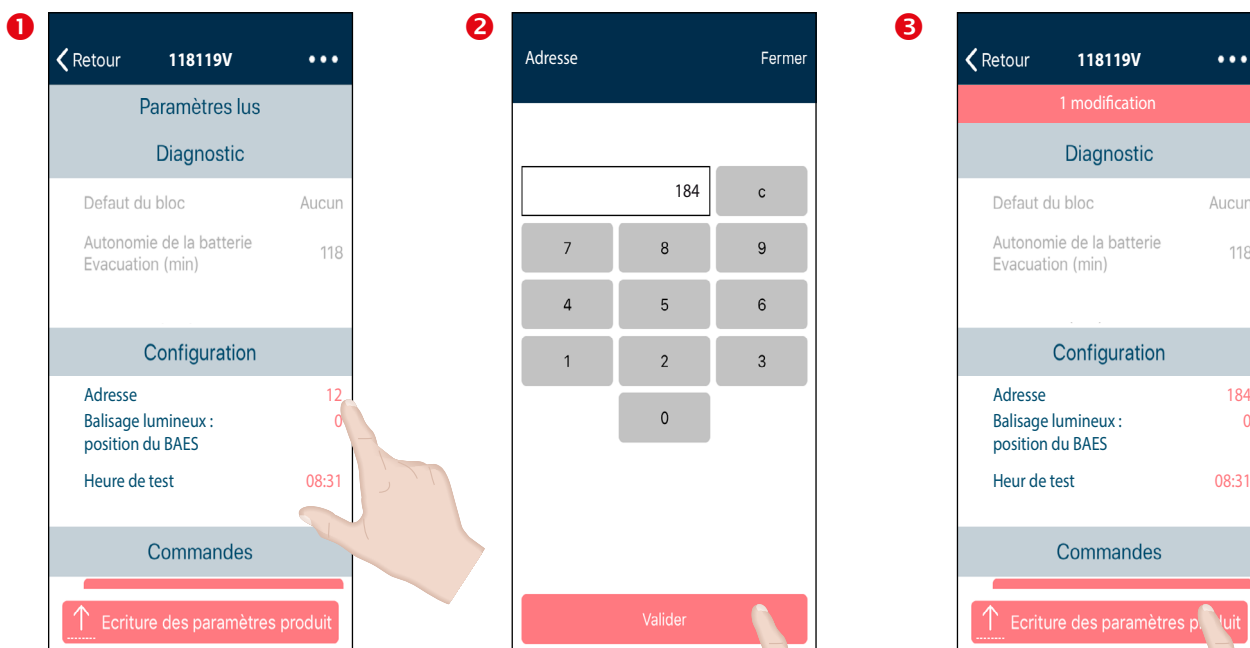 1
Retour 118119V •••
Paramètres lus
Diagnostic
Defaut du bloc Aucun
Autonomie de la batterie
Evacuation (min) 118
Configuration
Adresse 12
Balisage lumineux : 0
position du BAES
Heure de test 08:31
Commandes
Ecriture des paramètres produit
2
Adresse Fermer
184 c
7 8 9
4 5 6
1 2 3
0
Valider
3
Retour 118119V •••
1 modification
Diagnostic
Defaut du bloc Aucun
Autonomie de la batterie
Evacuation (min) 118
Configuration
Adresse 184
Balisage lumineux : 0
position du BAES
Heur de test 08:31
Commandes
Ecriture des paramètres produit